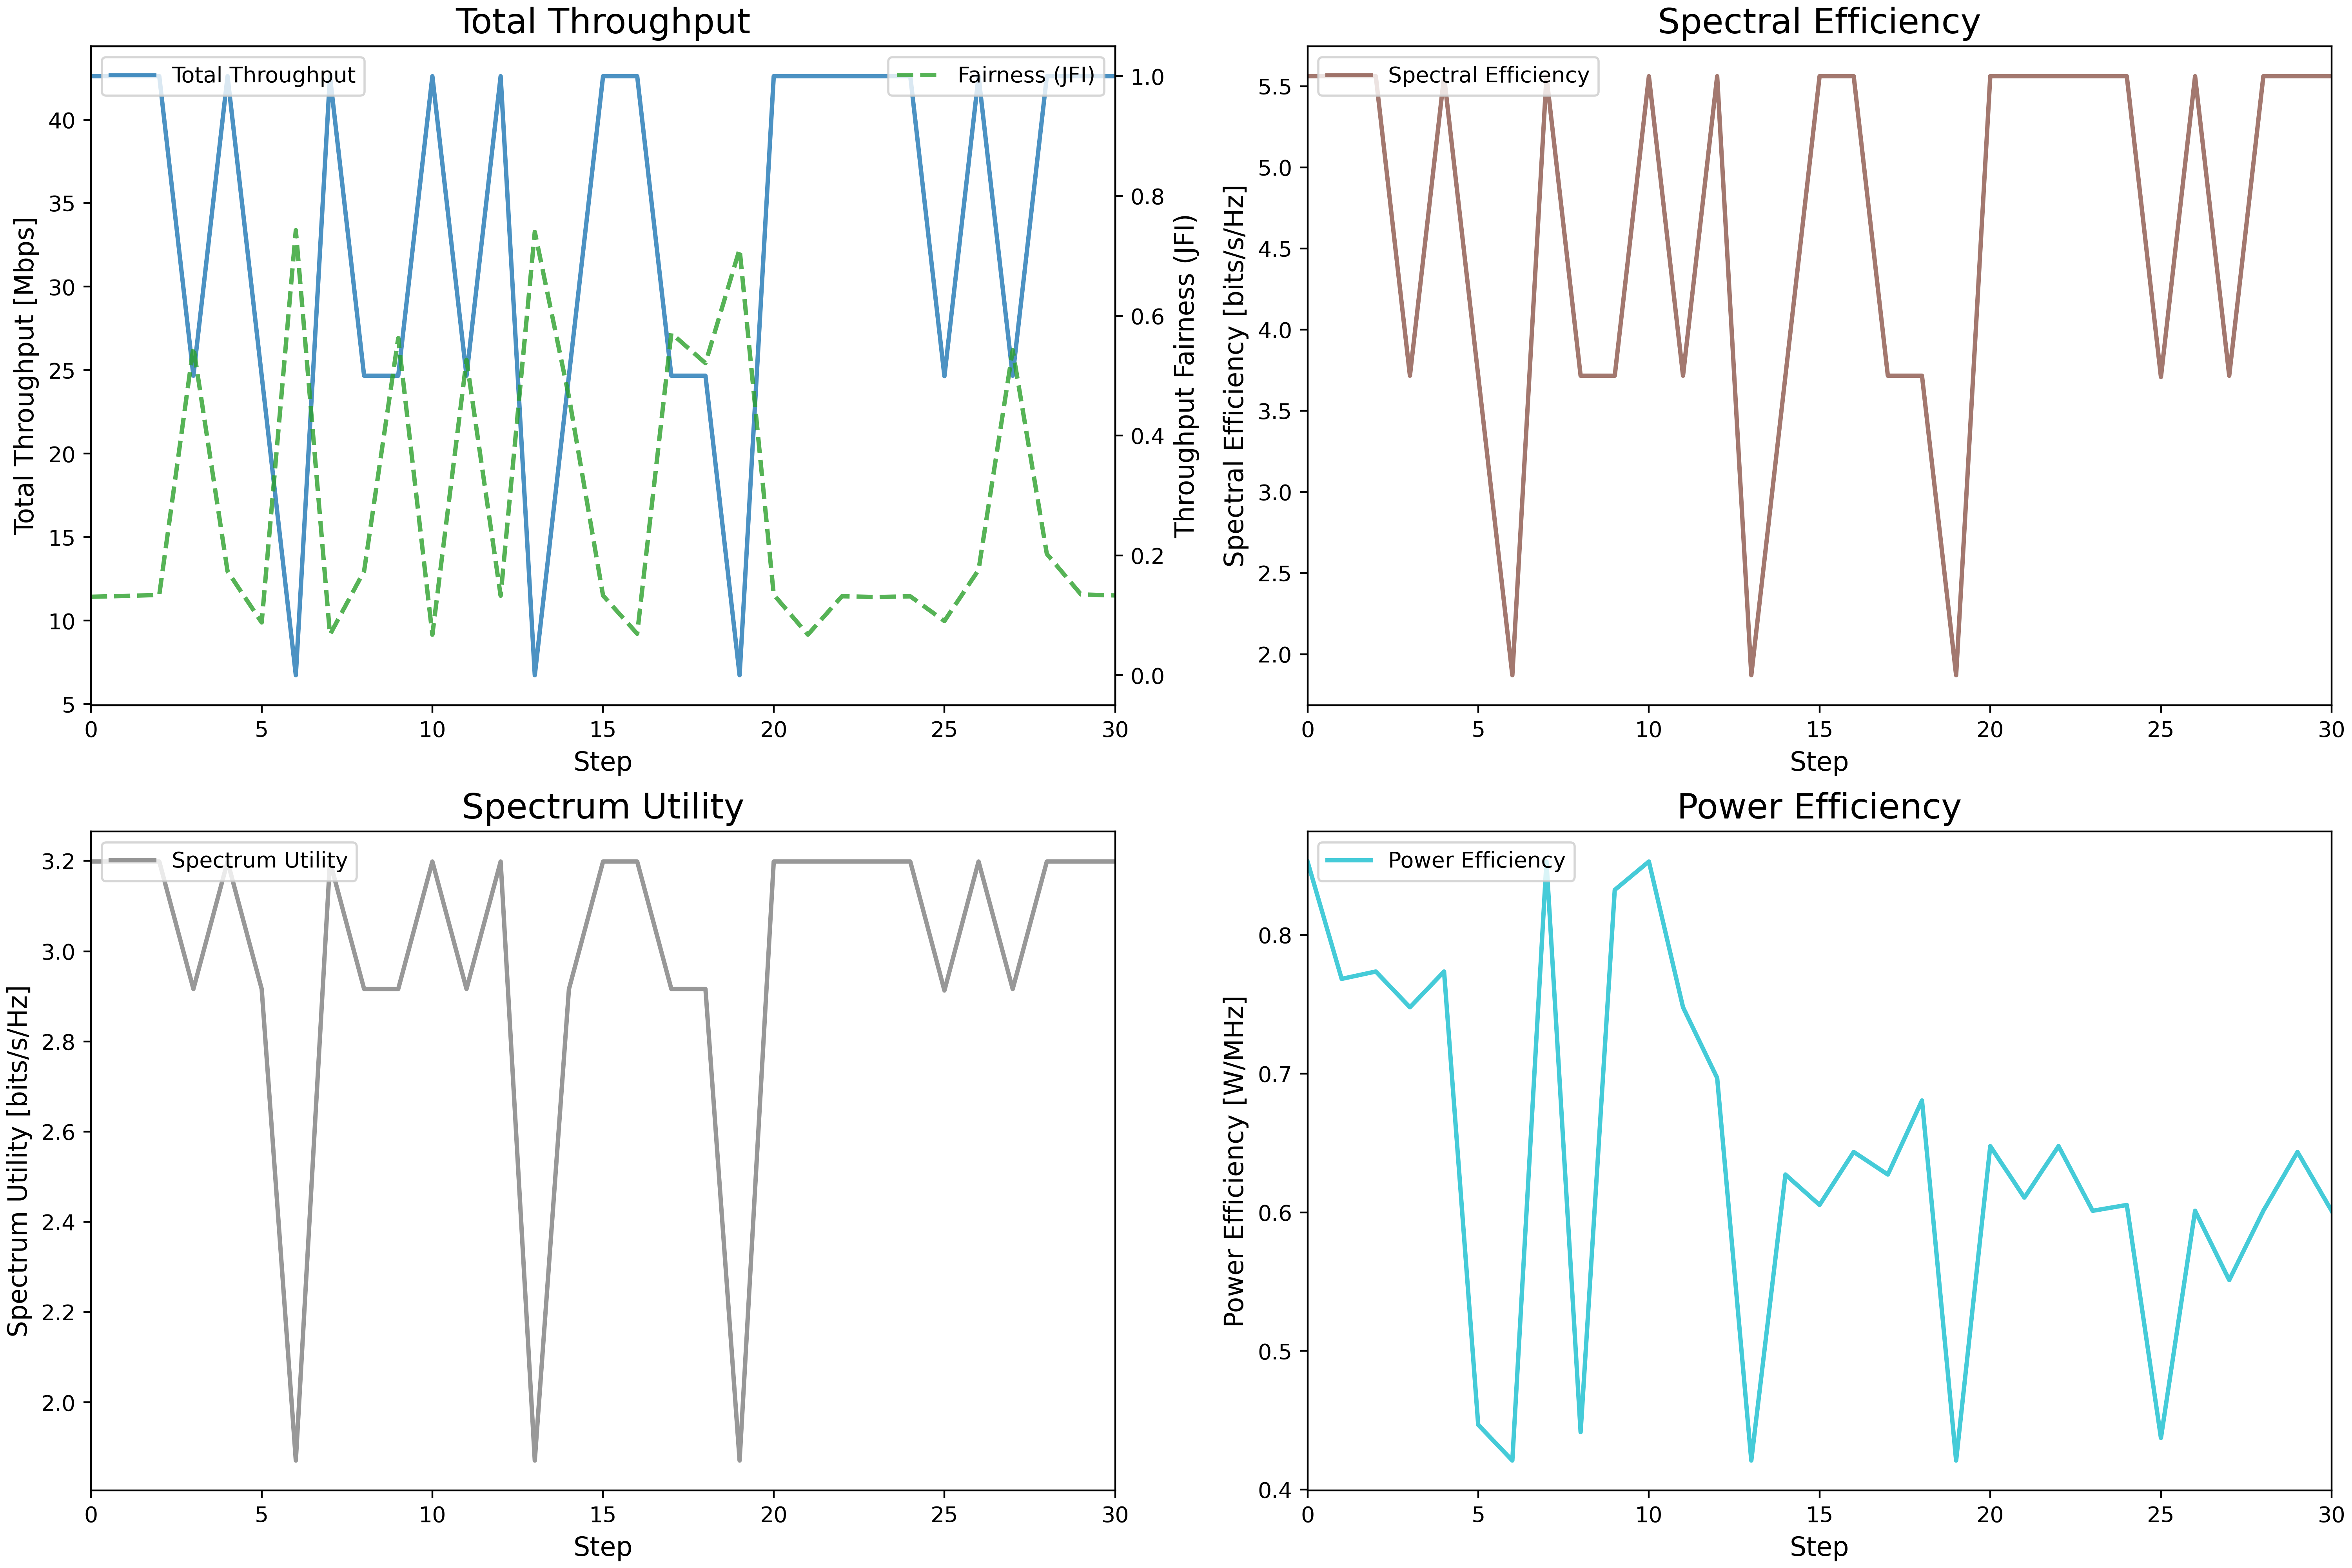 Total Throughput
Total Throughput
Fairness (JFI)
Total Throughput [Mbps]
40
35
30
25
20
15
10
5
1.0
0.8
0.6
0.4
0.2
0.0
Throughput Fairness (JFI)
0 5 10 15 20 25 30
Step
Spectral Efficiency
Spectral Efficiency
Spectral Efficiency [bits/s/Hz]
5.5
5.0
4.5
4.0
3.5
3.0
2.5
2.0
0 5 10 15 20 25 30
Step
Spectrum Utility
Spectrum Utility
Spectrum Utility [bits/s/Hz]
3.2
3.0
2.8
2.6
2.4
2.2
2.0
0 5 10 15 20 25 30
Step
Power Efficiency
Power Efficiency
Power Efficiency [W/MHz]
0.8
0.7
0.6
0.5
0.4
0 5 10 15 20 25 30
Step